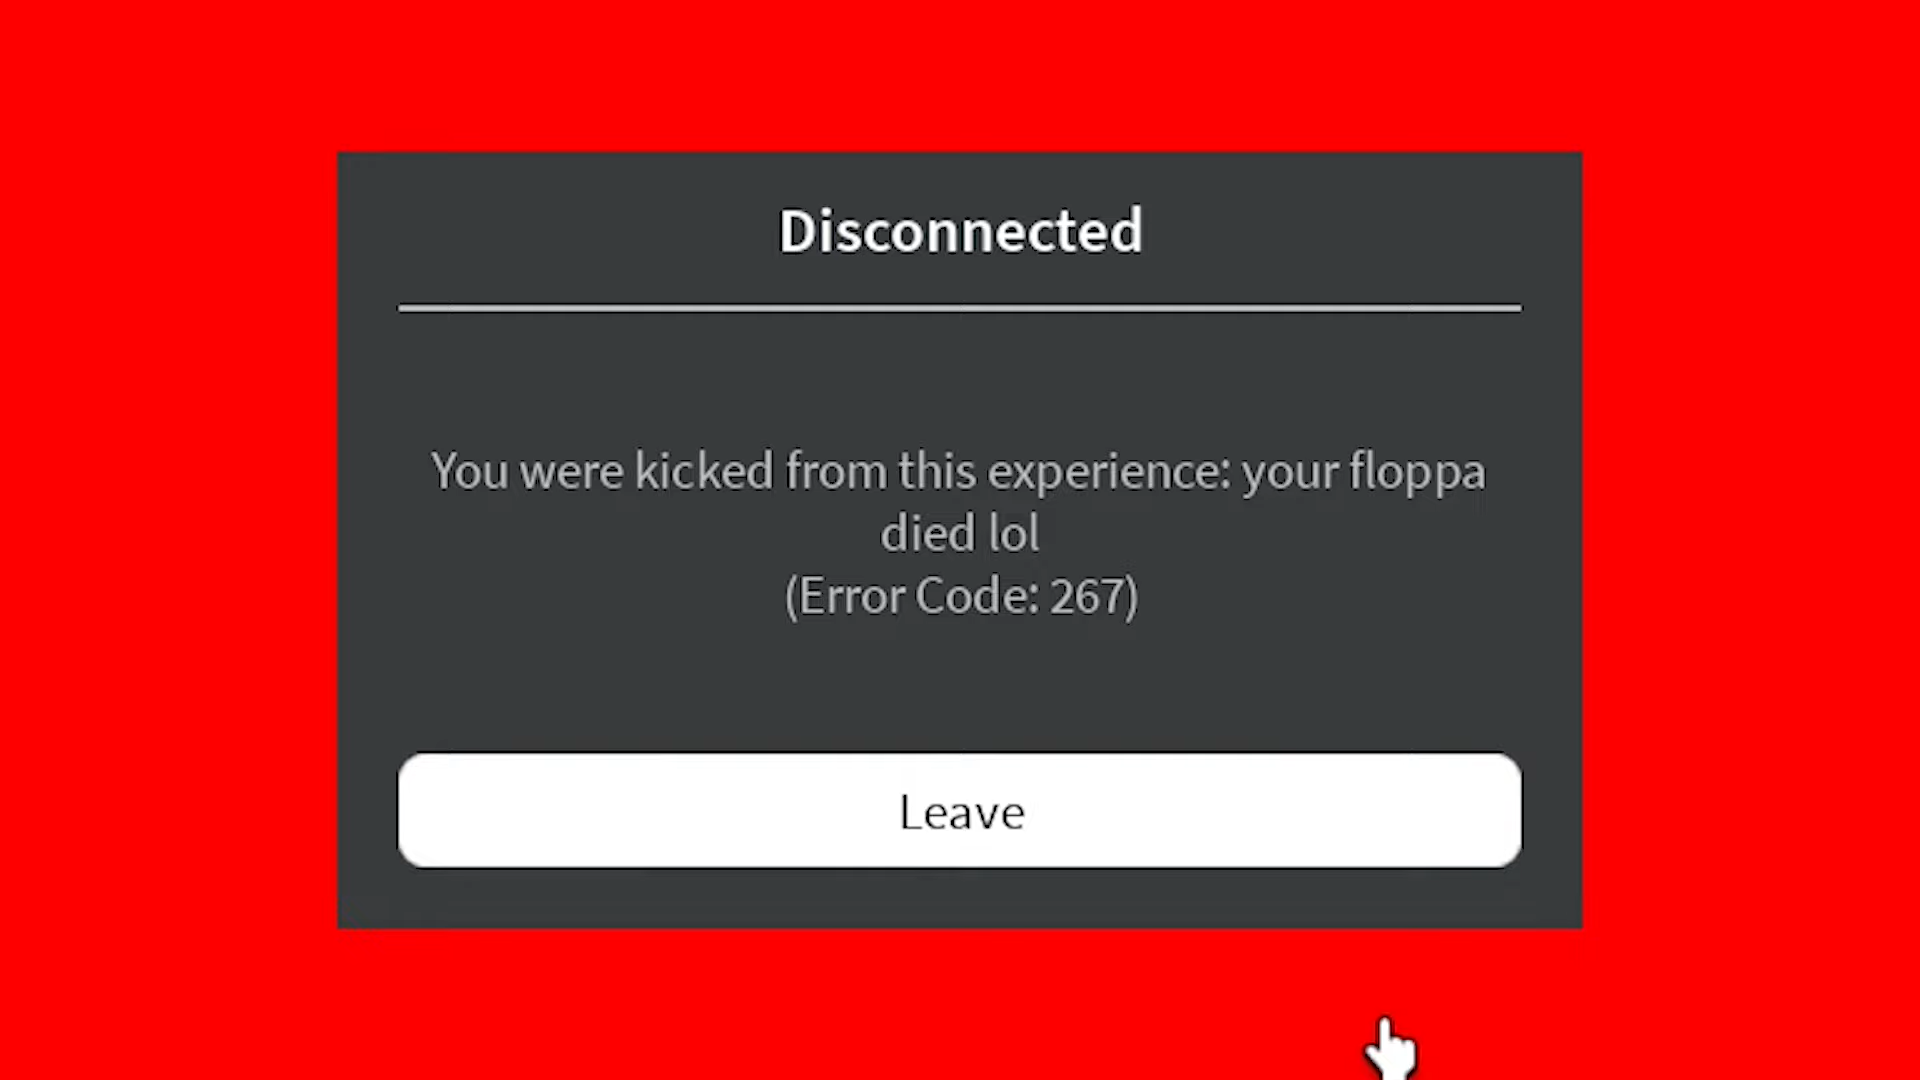 Disconnected
You were kicked from this experience: your floppa
died lol
(Error Code: 267)
Leave